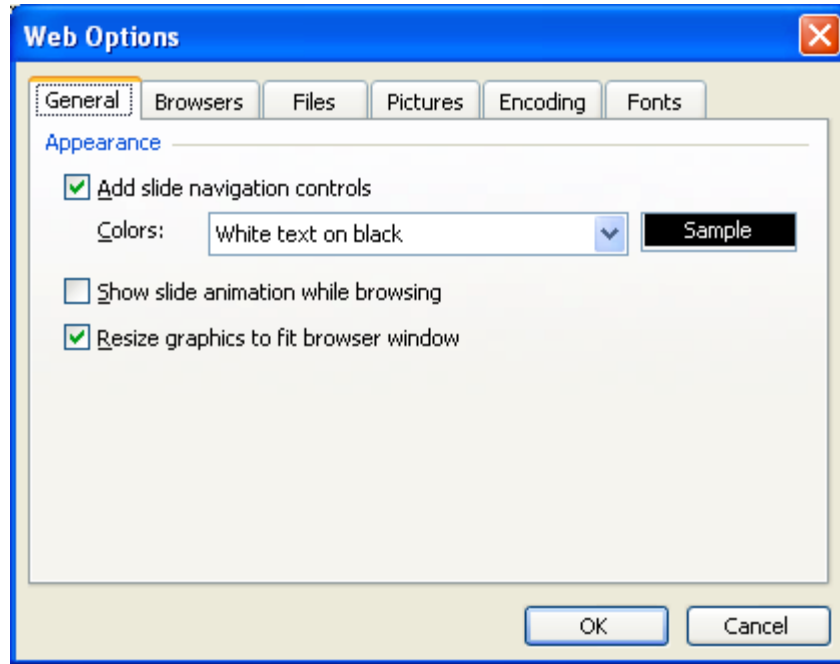 Web Options
General Browsers Files Pictures Encoding Fonts
Appearance
Add slide navigation controls
Colors: White text on black Sample
Show slide animation while browsing
Resize graphics to fit browser window
OK Cancel